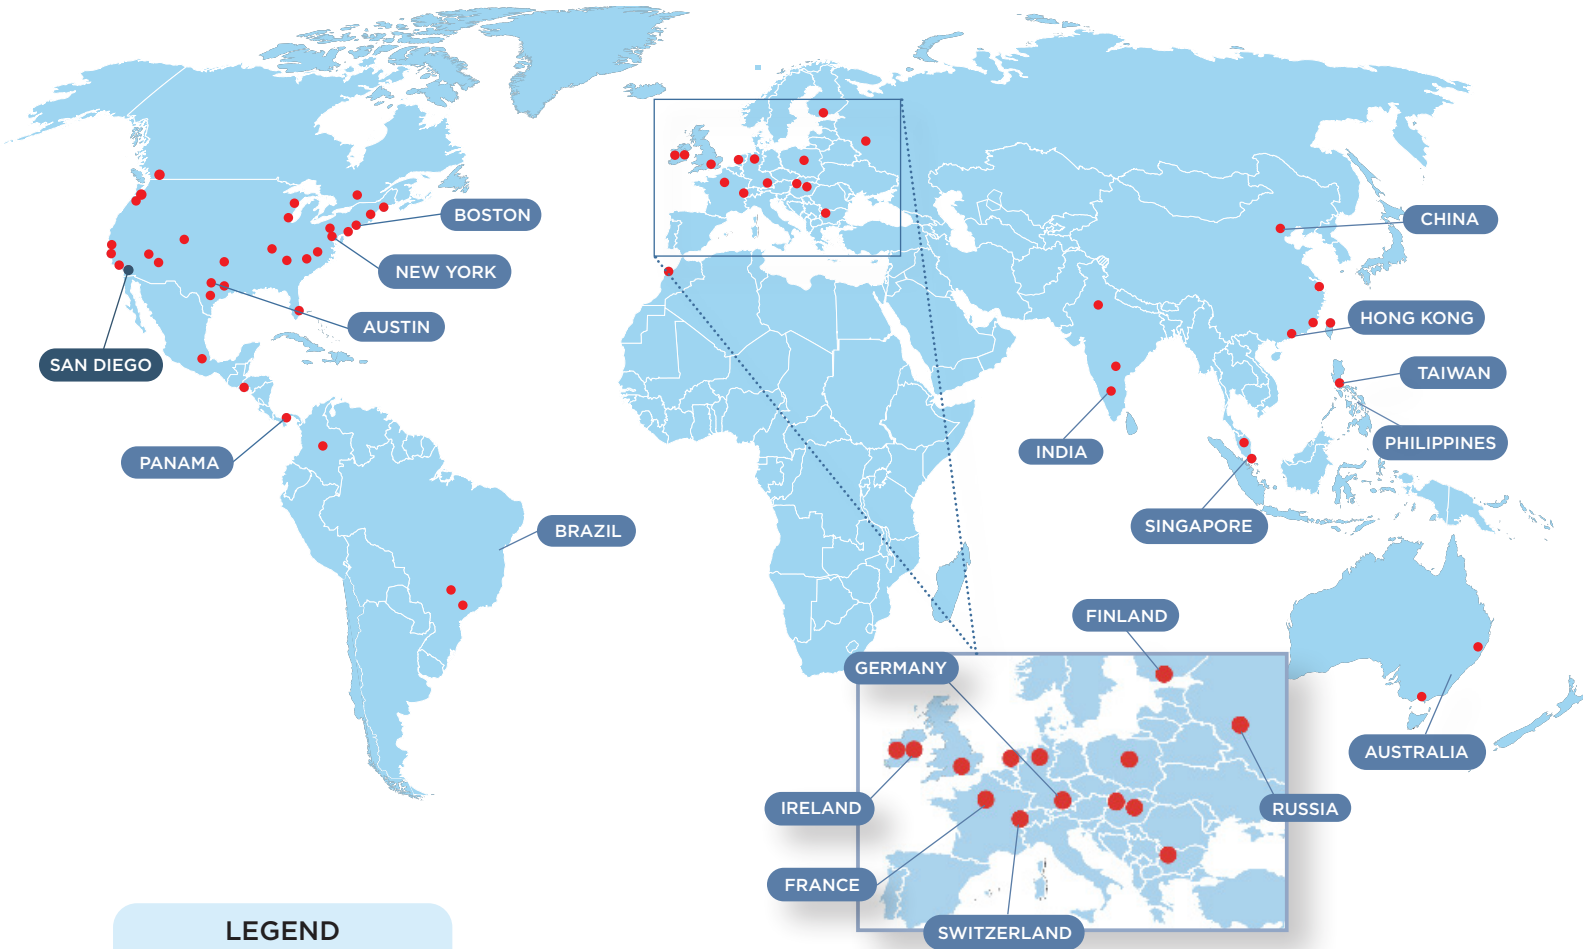 BOSTON
CHINA
NEW YORK
HONG KONG
AUSTIN
SAN DIEGO
TAIWAN
PHILIPPINES
INDIA
PANAMA
SINGAPORE
BRAZIL
FINLAND
GERMANY
AUSTRALIA
IRELAND
RUSSIA
FRANCE
LEGEND
SWITZERLAND